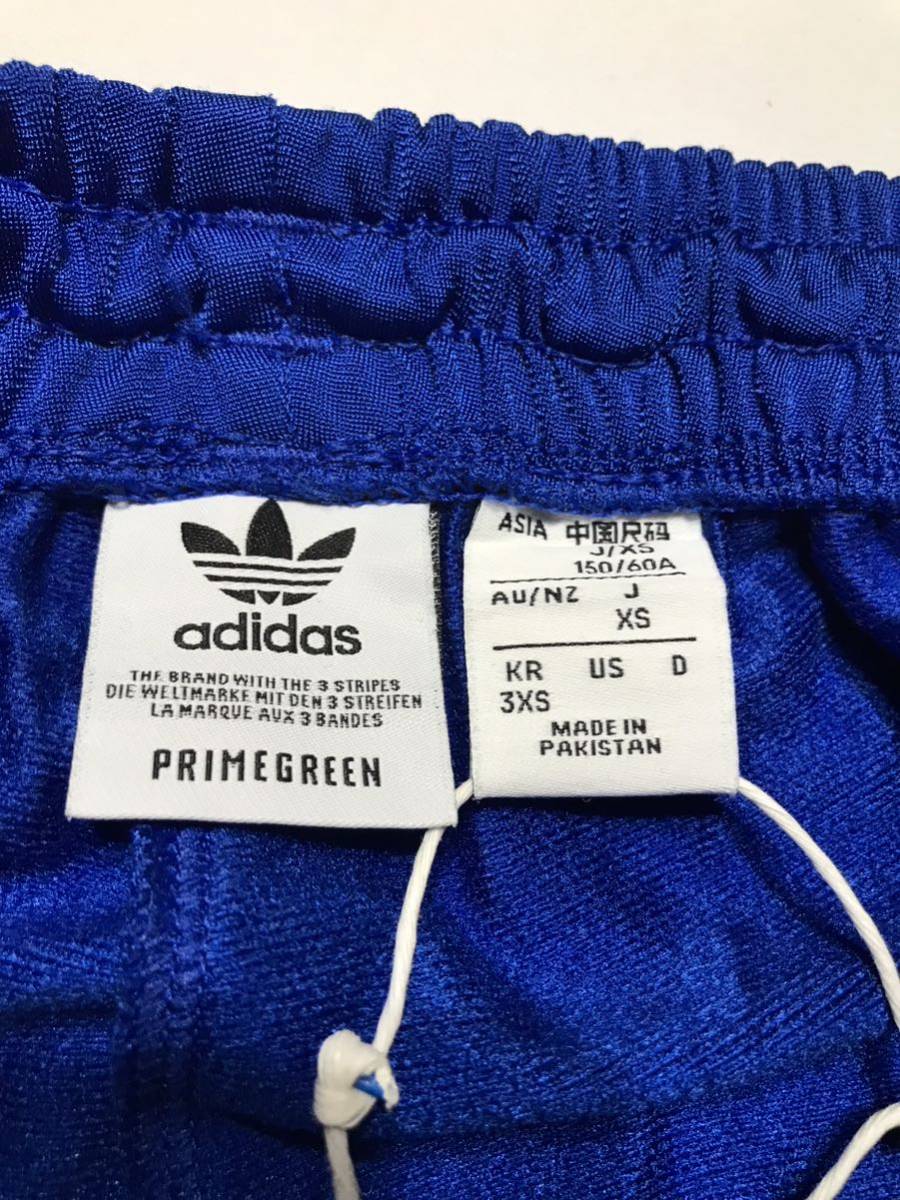 adidas
THE BRAND WITH THE 3 STRIPES
DIE WELTMARKE MIT DEN 3 STREIFEN
LA MARQUE AUX 3 BANDES
PRIMEGREEN
ASIA 中国尺码
J/XS
150/60A
AU/NZ J
XS
KR US D
3XS
MADE IN
PAKISTAN